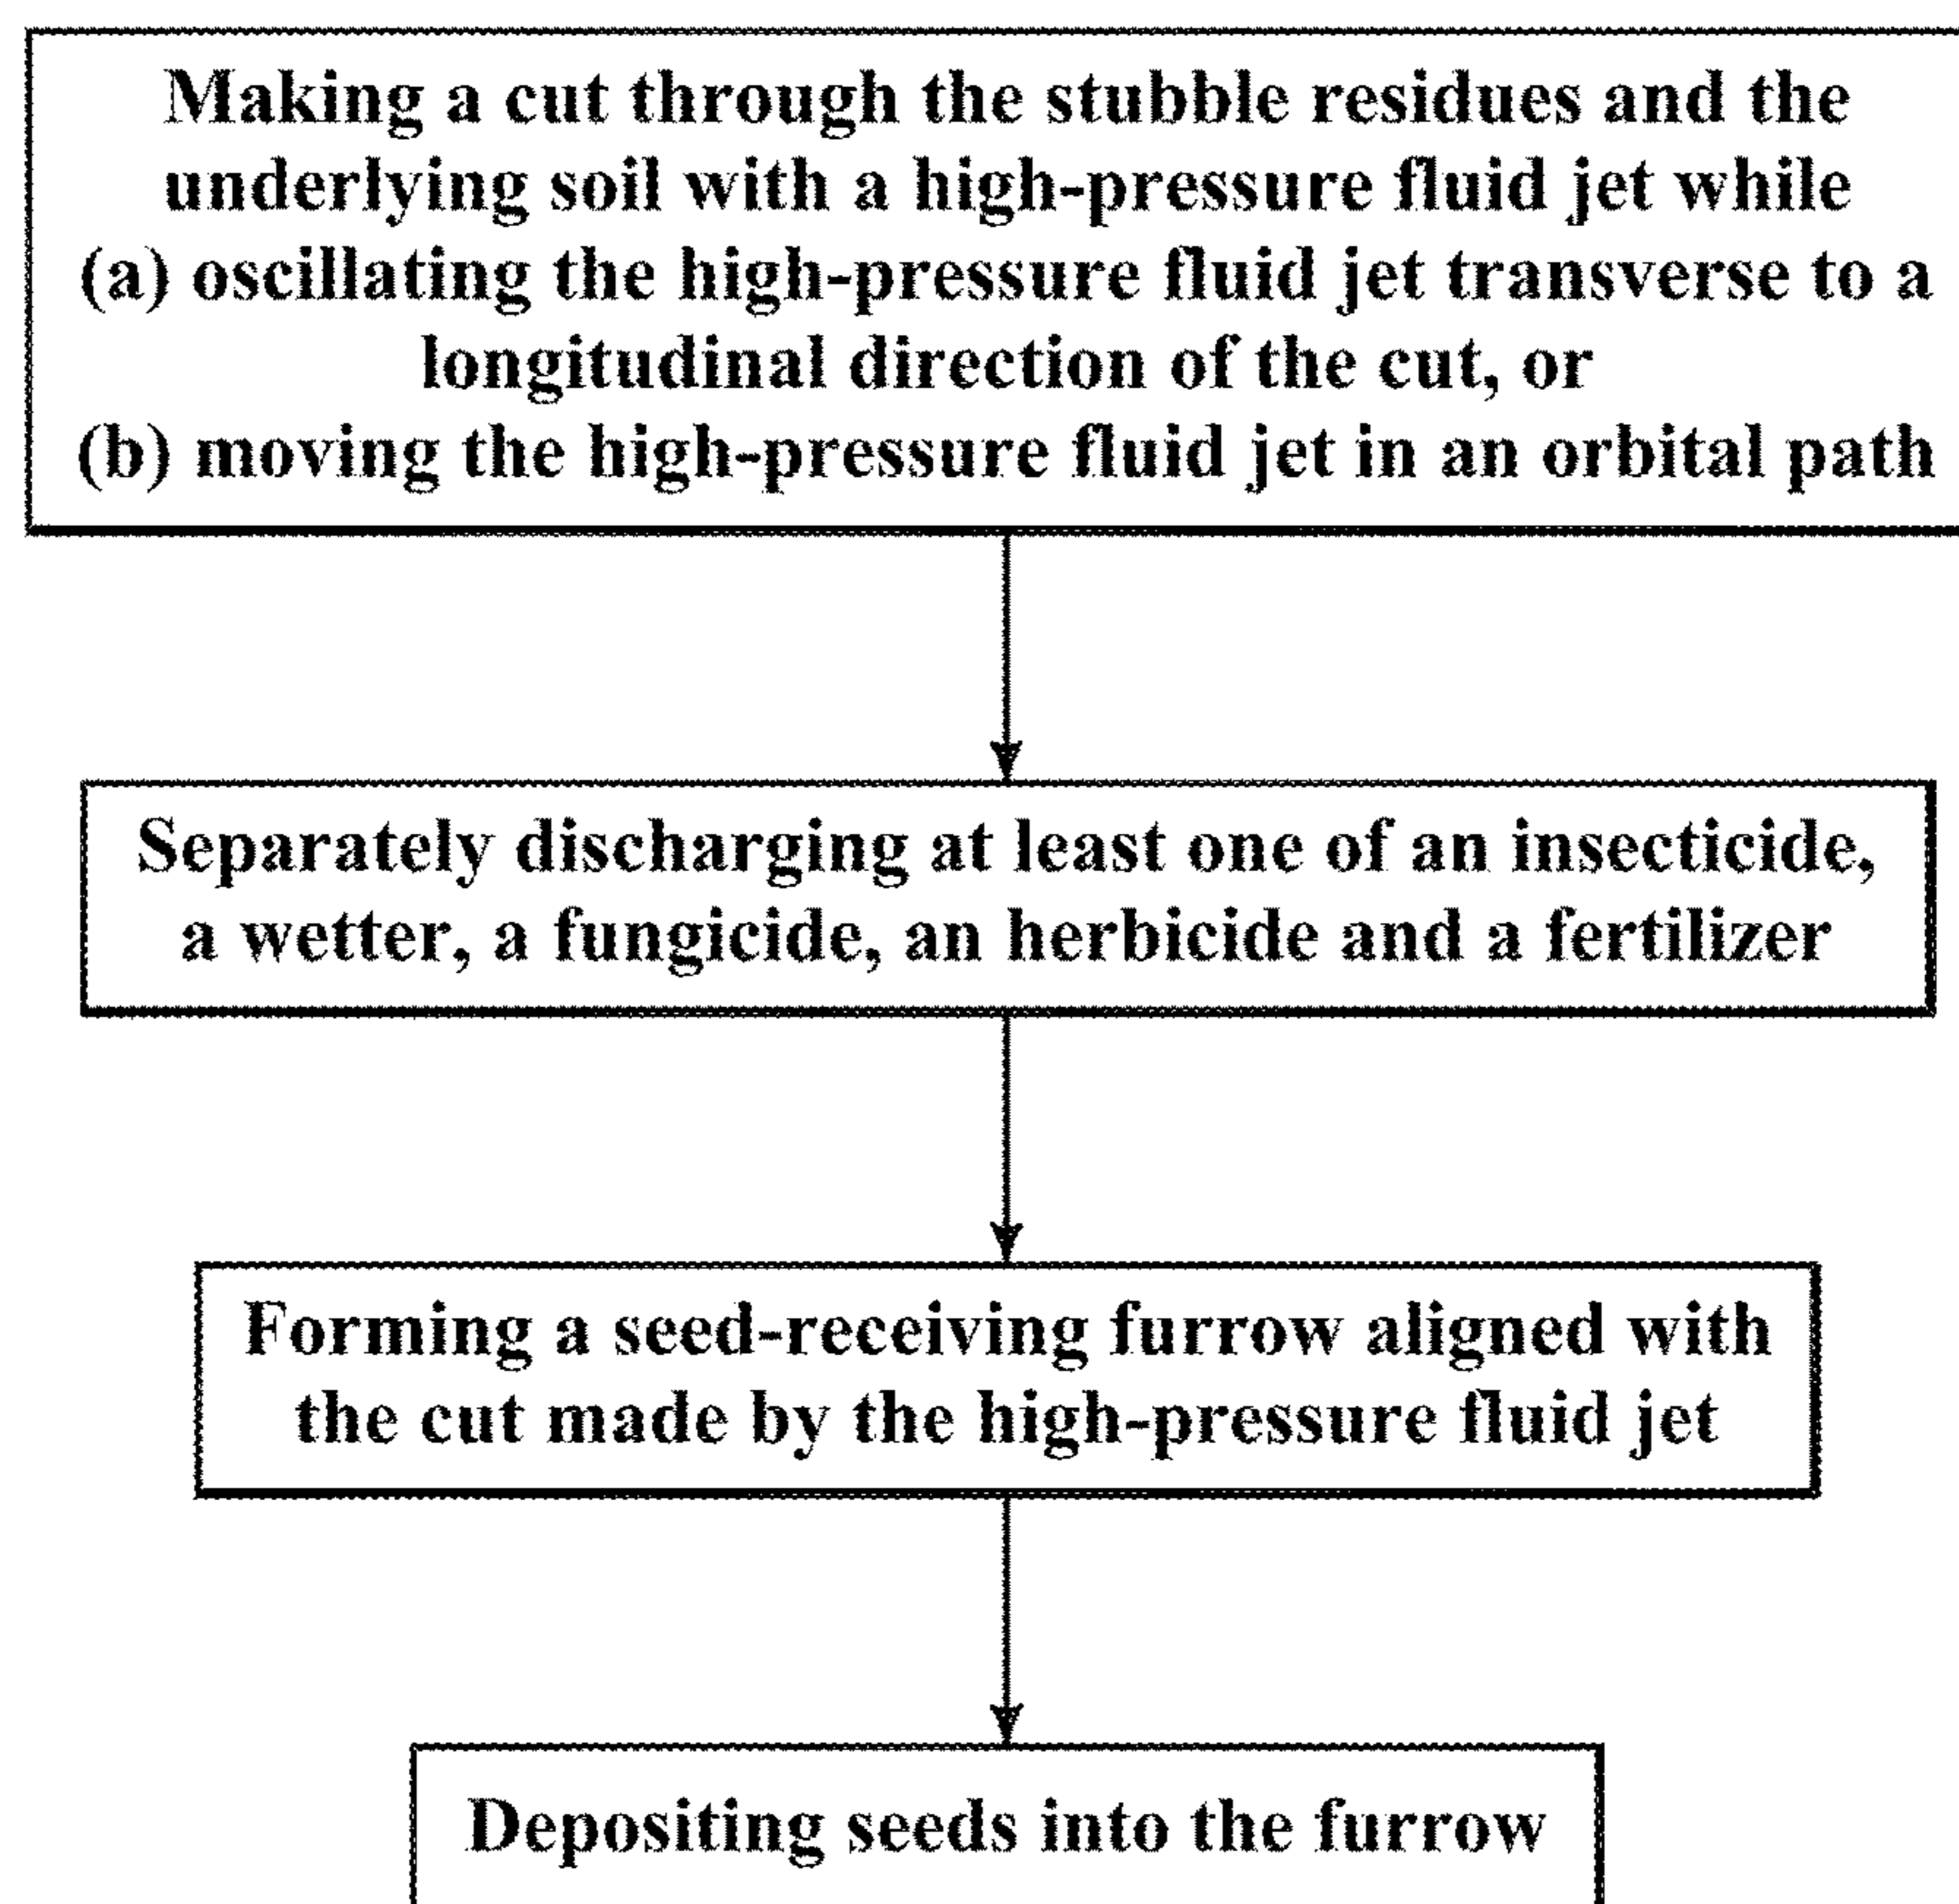 Making a cut through the stubble residues and the
underlying soil with a high-pressure fluid jet while
(a) oscillating the high-pressure fluid jet transverse to a
longitudinal direction of the cut, or
(b) moving the high-pressure fluid jet in an orbital path
Separately discharging at least one of an insecticide,
a wetter, a fungicide, an herbicide and a fertilizer
Forming a seed-receiving furrow aligned with
the cut made by the high-pressure fluid jet
Depositing seeds into the furrow